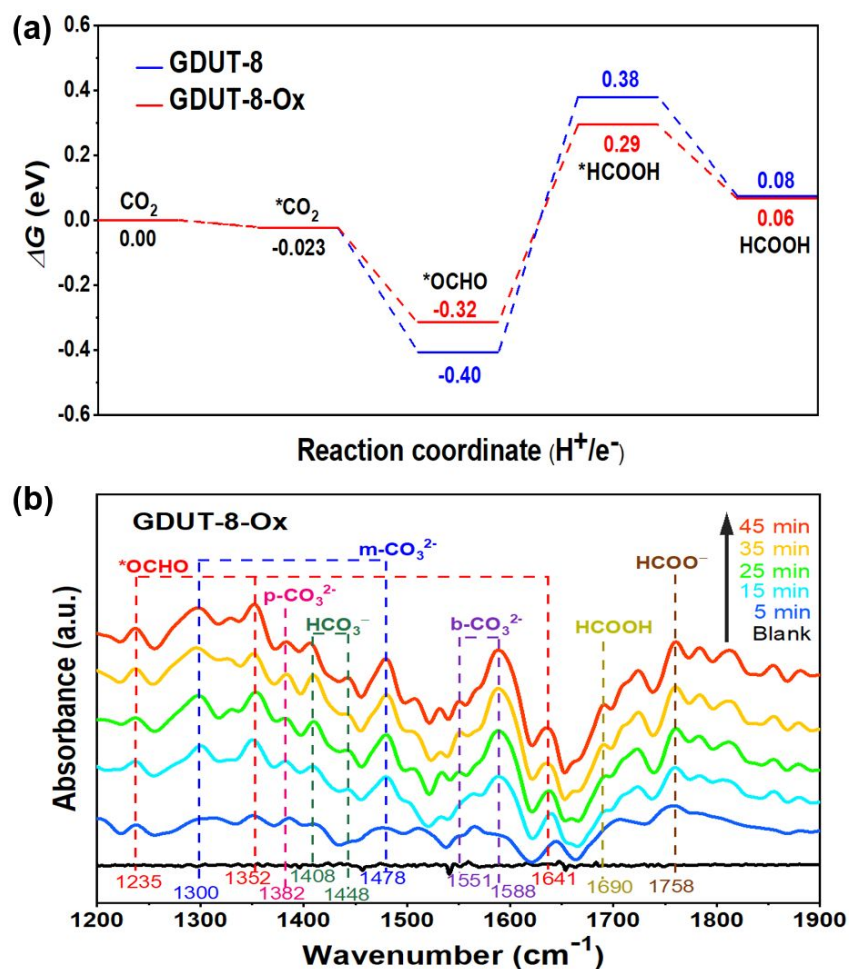 (a)
0.6
0.4
0.2
0.0
-0.2
-0.4
-0.6
ΔG (eV)
GDUT-8
GDUT-8-Ox
CO₂
0.00
*CO₂
-0.023
*OCHO
-0.32
-0.40
0.38
0.29
*HCOOH
0.08
0.06
HCOOH
Reaction coordinate (H⁺/e⁻)
(b)
GDUT-8-Ox
*OCHO
m-CO₃²⁻
p-CO₃²⁻
HCO₃⁻
b-CO₃²⁻
HCOOH
HCOO⁻
45 min
35 min
25 min
15 min
5 min
Blank
Absorbance (a.u.)
1235
1300
1352
1382
1408
1448
1478
1551
1588
1641
1690
1758
1200 1300 1400 1500 1600 1700 1800 1900
Wavenumber (cm⁻¹)